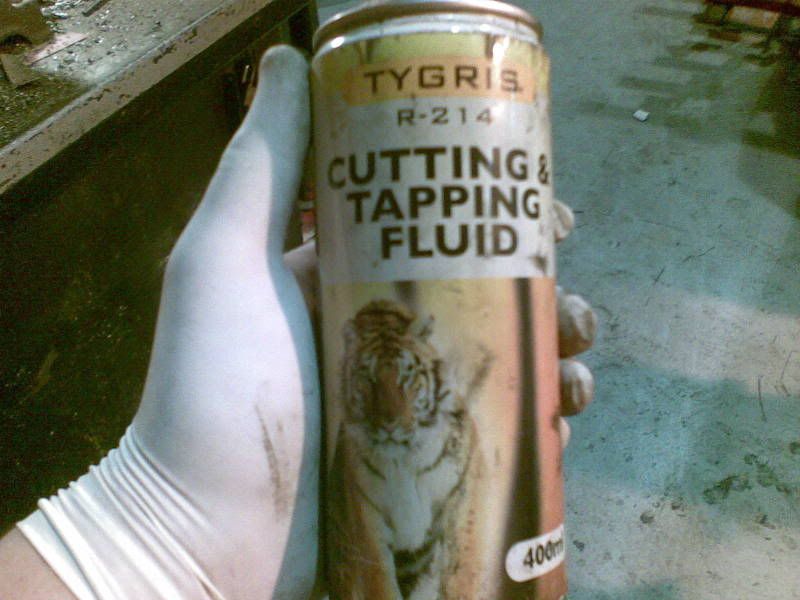 TYGRIS
R-214
CUTTING &
TAPPING
FLUID
400ml